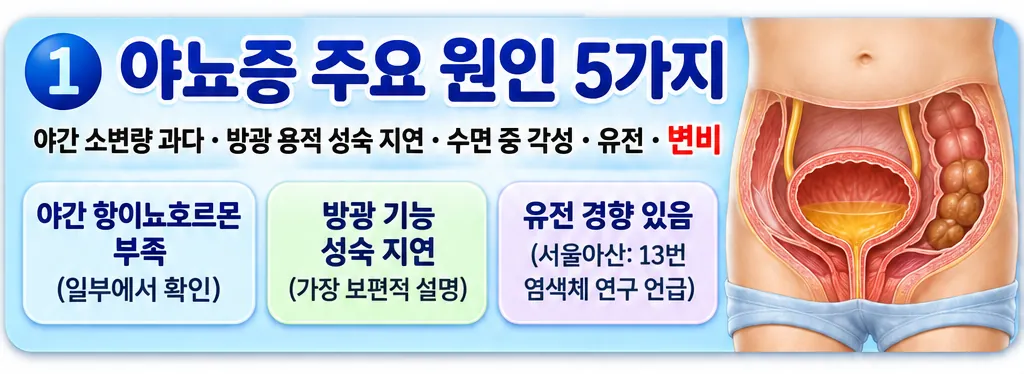 1 야뇨증 주요 원인 5가지
야간 소변량 과다 · 방광 용적 성숙 지연 · 수면 중 각성 · 유전 · 변비
야간 항이뇨호르몬
부족
(일부에서 확인)
방광 기능
성숙 지연
(가장 보편적 설명)
유전 경향 있음
(서울아산: 13번
염색체 연구 언급)